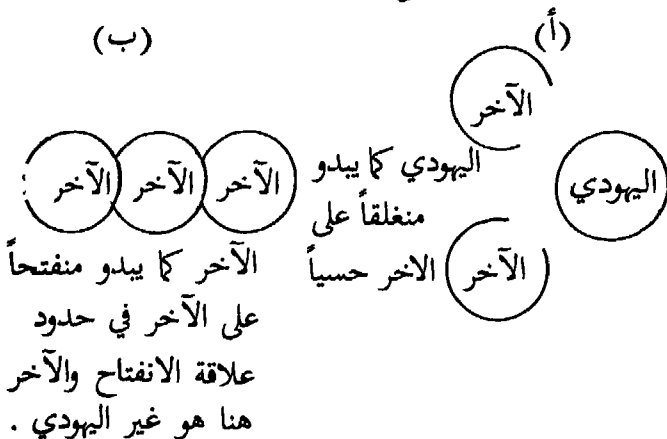 (أ)
(ب)
الآخر
اليهودي
الآخر
اليهودي كما يبدو
منغلقاً على
الاخر حسياً
الآخر
الآخر
الآخر
الآخر كما يبدو منفتحاً
على الآخر في حدود
علاقة الانفتاح والآخر
هنا هو غير اليهودي .